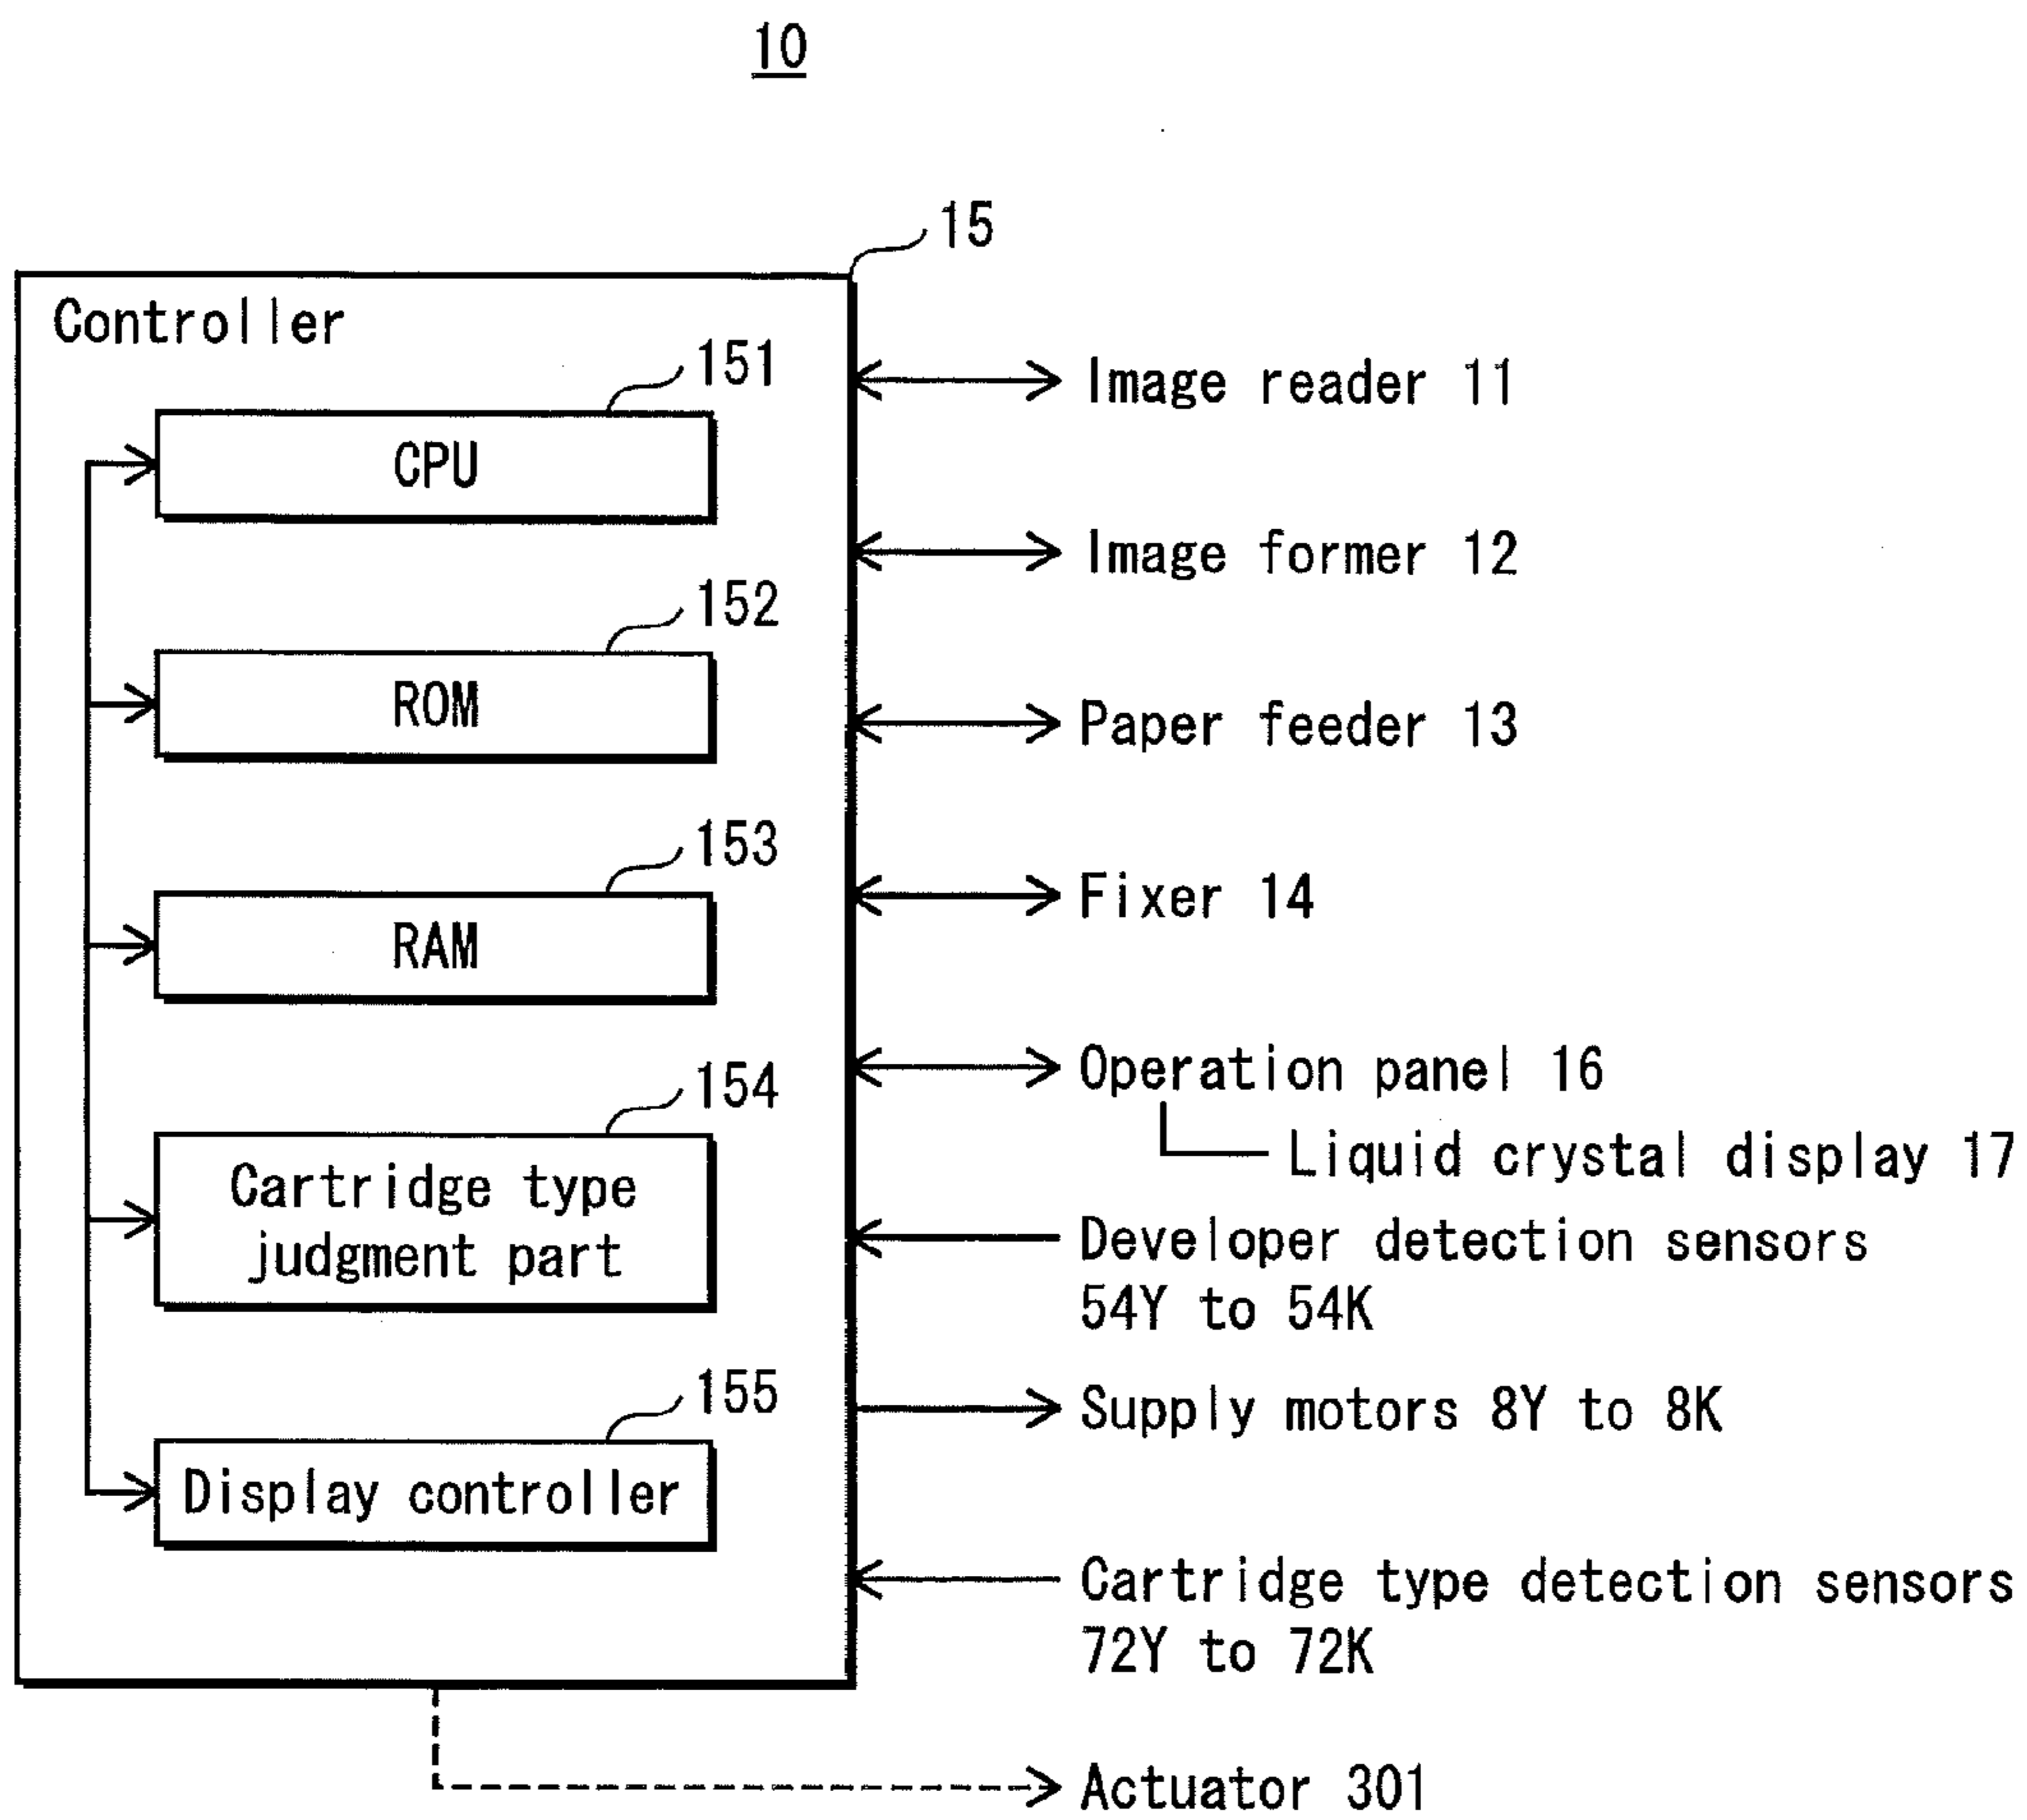 10
15
Controller
151
CPU
152
ROM
153
RAM
154
Cartridge type
judgment part
155
Display controller
Image reader 11
Image former 12
Paper feeder 13
Fixer 14
Operation panel 16
Liquid crystal display 17
Developer detection sensors
54Y to 54K
Supply motors 8Y to 8K
Cartridge type detection sensors
72Y to 72K
Actuator 301